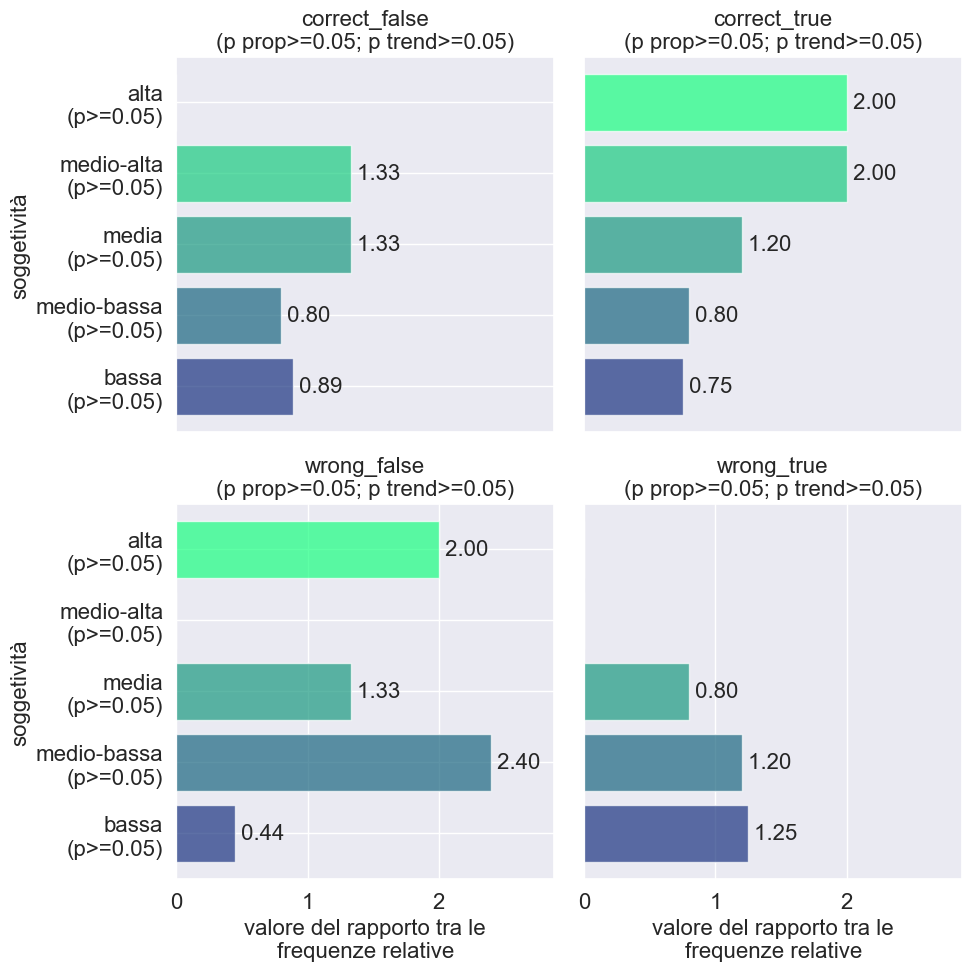 correct_false
(p prop>=0.05; p trend>=0.05)
correct_true
(p prop>=0.05; p trend>=0.05)
soggetività
alta
(p>=0.05)
medio-alta
(p>=0.05)
media
(p>=0.05)
medio-bassa
(p>=0.05)
bassa
(p>=0.05)
1.33
1.33
0.80
0.89
2.00
2.00
1.20
0.80
0.75
wrong_false
(p prop>=0.05; p trend>=0.05)
wrong_true
(p prop>=0.05; p trend>=0.05)
soggetività
alta
(p>=0.05)
medio-alta
(p>=0.05)
media
(p>=0.05)
medio-bassa
(p>=0.05)
bassa
(p>=0.05)
2.00
1.33
2.40
0.44
0.80
1.20
1.25
0 1 2
valore del rapporto tra le
frequenze relative
0 1 2
valore del rapporto tra le
frequenze relative